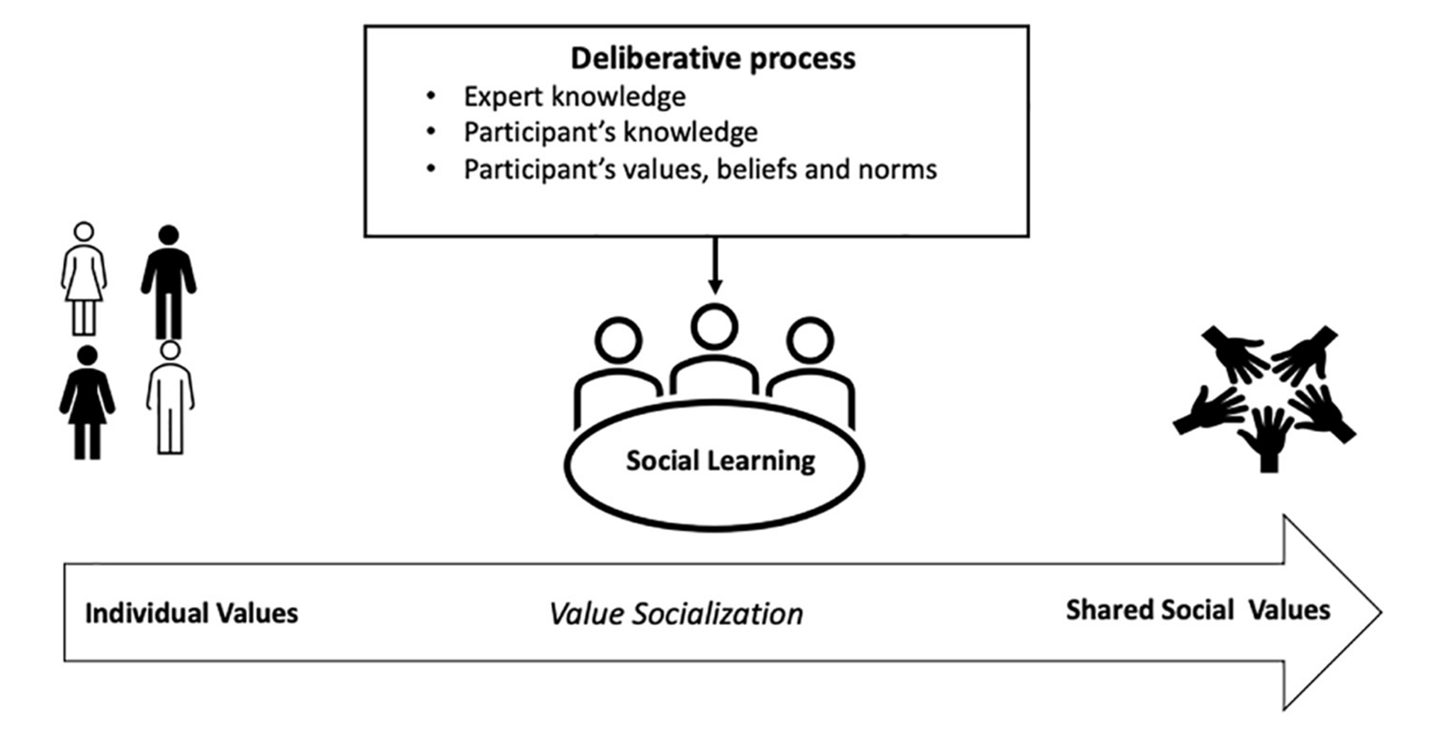 Deliberative process
• Expert knowledge
• Participant’s knowledge
• Participant’s values, beliefs and norms
Social Learning
Individual Values
Value Socialization
Shared Social Values